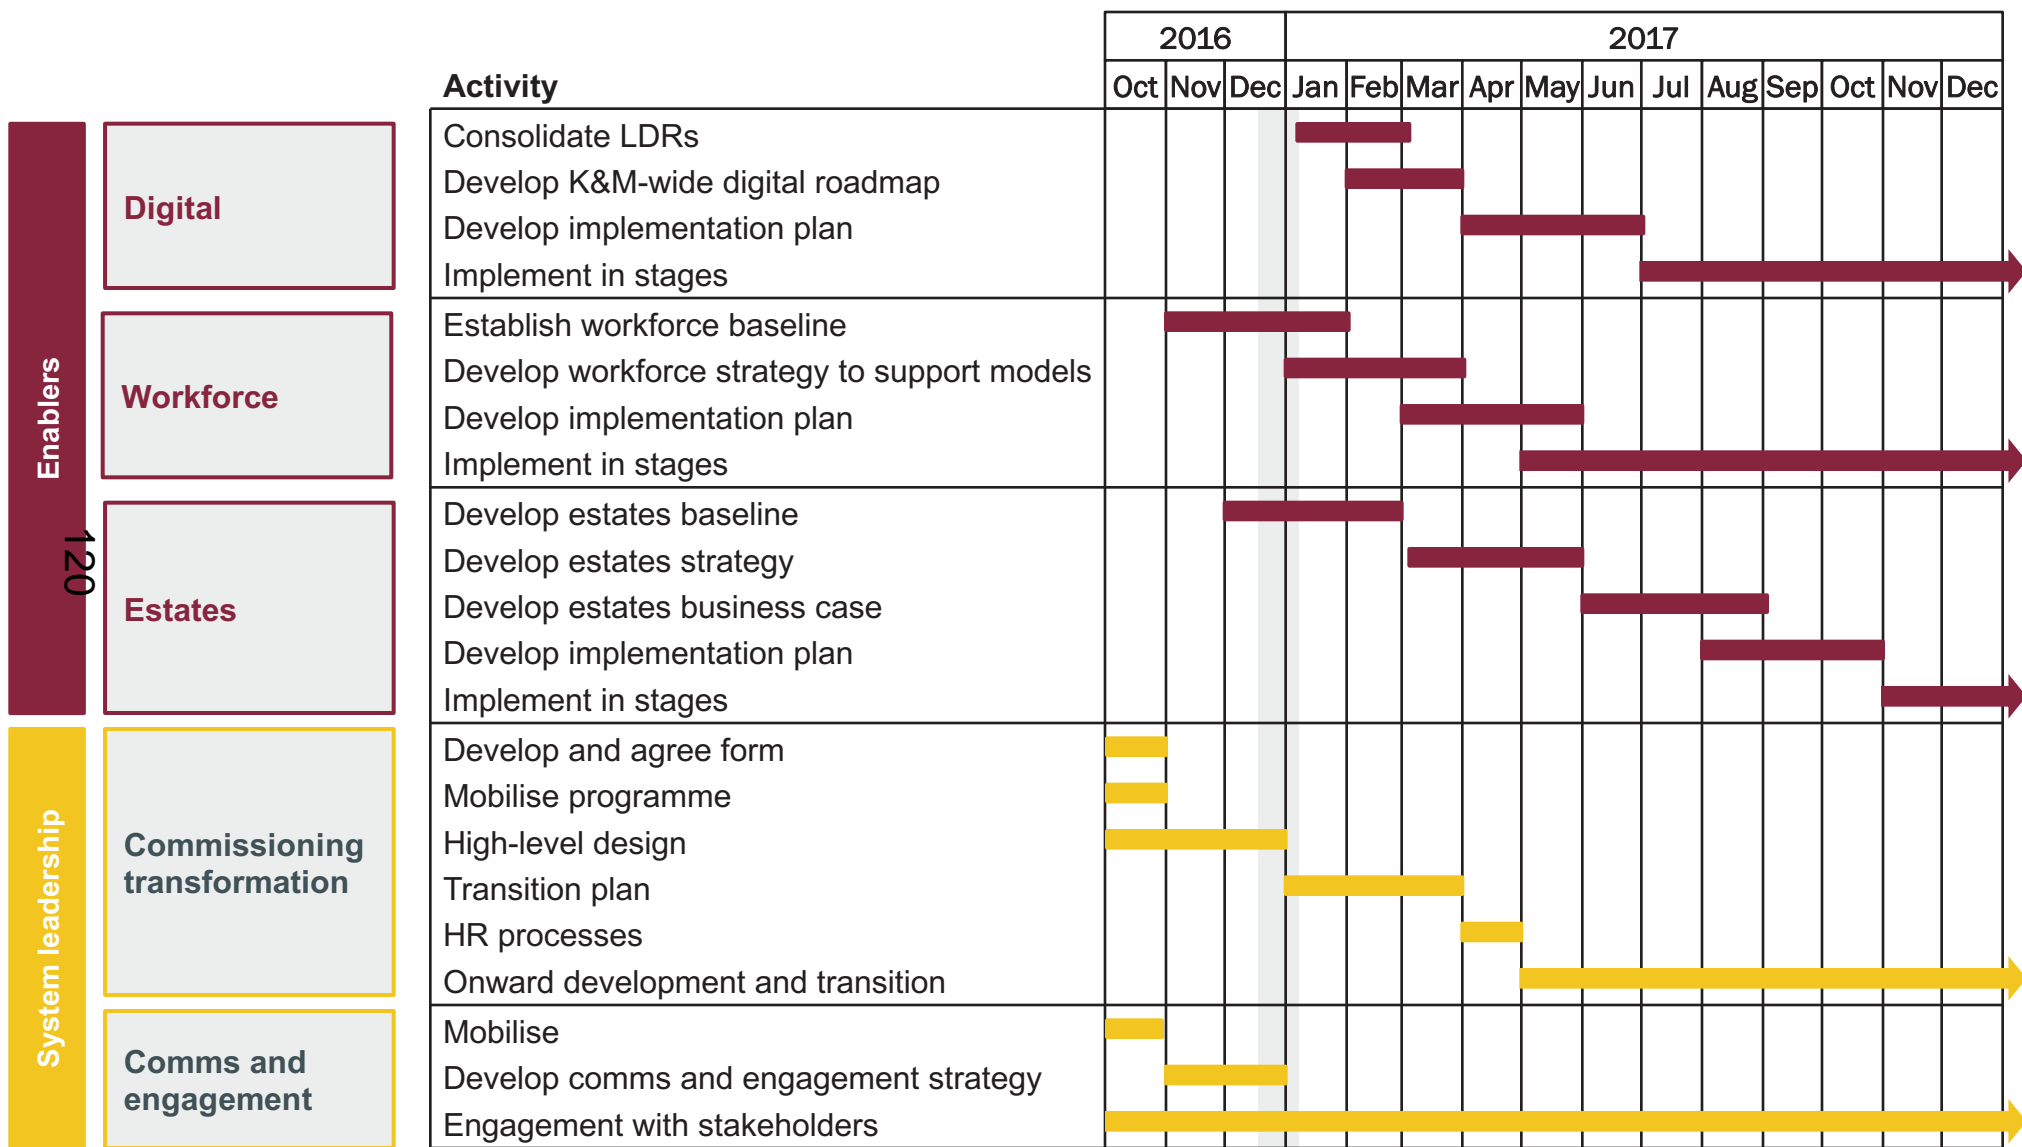 2016
2017
Activity
Oct Nov Dec Jan Feb Mar Apr May Jun Jul Aug Sep Oct Nov Dec
Enablers
Digital
Consolidate LDRs
Develop K&M-wide digital roadmap
Develop implementation plan
Implement in stages
Workforce
Establish workforce baseline
Develop workforce strategy to support models
Develop implementation plan
Implement in stages
120
Estates
Develop estates baseline
Develop estates strategy
Develop estates business case
Develop implementation plan
Implement in stages
System leadership
Commissioning
transformation
Develop and agree form
Mobilise programme
High-level design
Transition plan
HR processes
Onward development and transition
Comms and
engagement
Mobilise
Develop comms and engagement strategy
Engagement with stakeholders